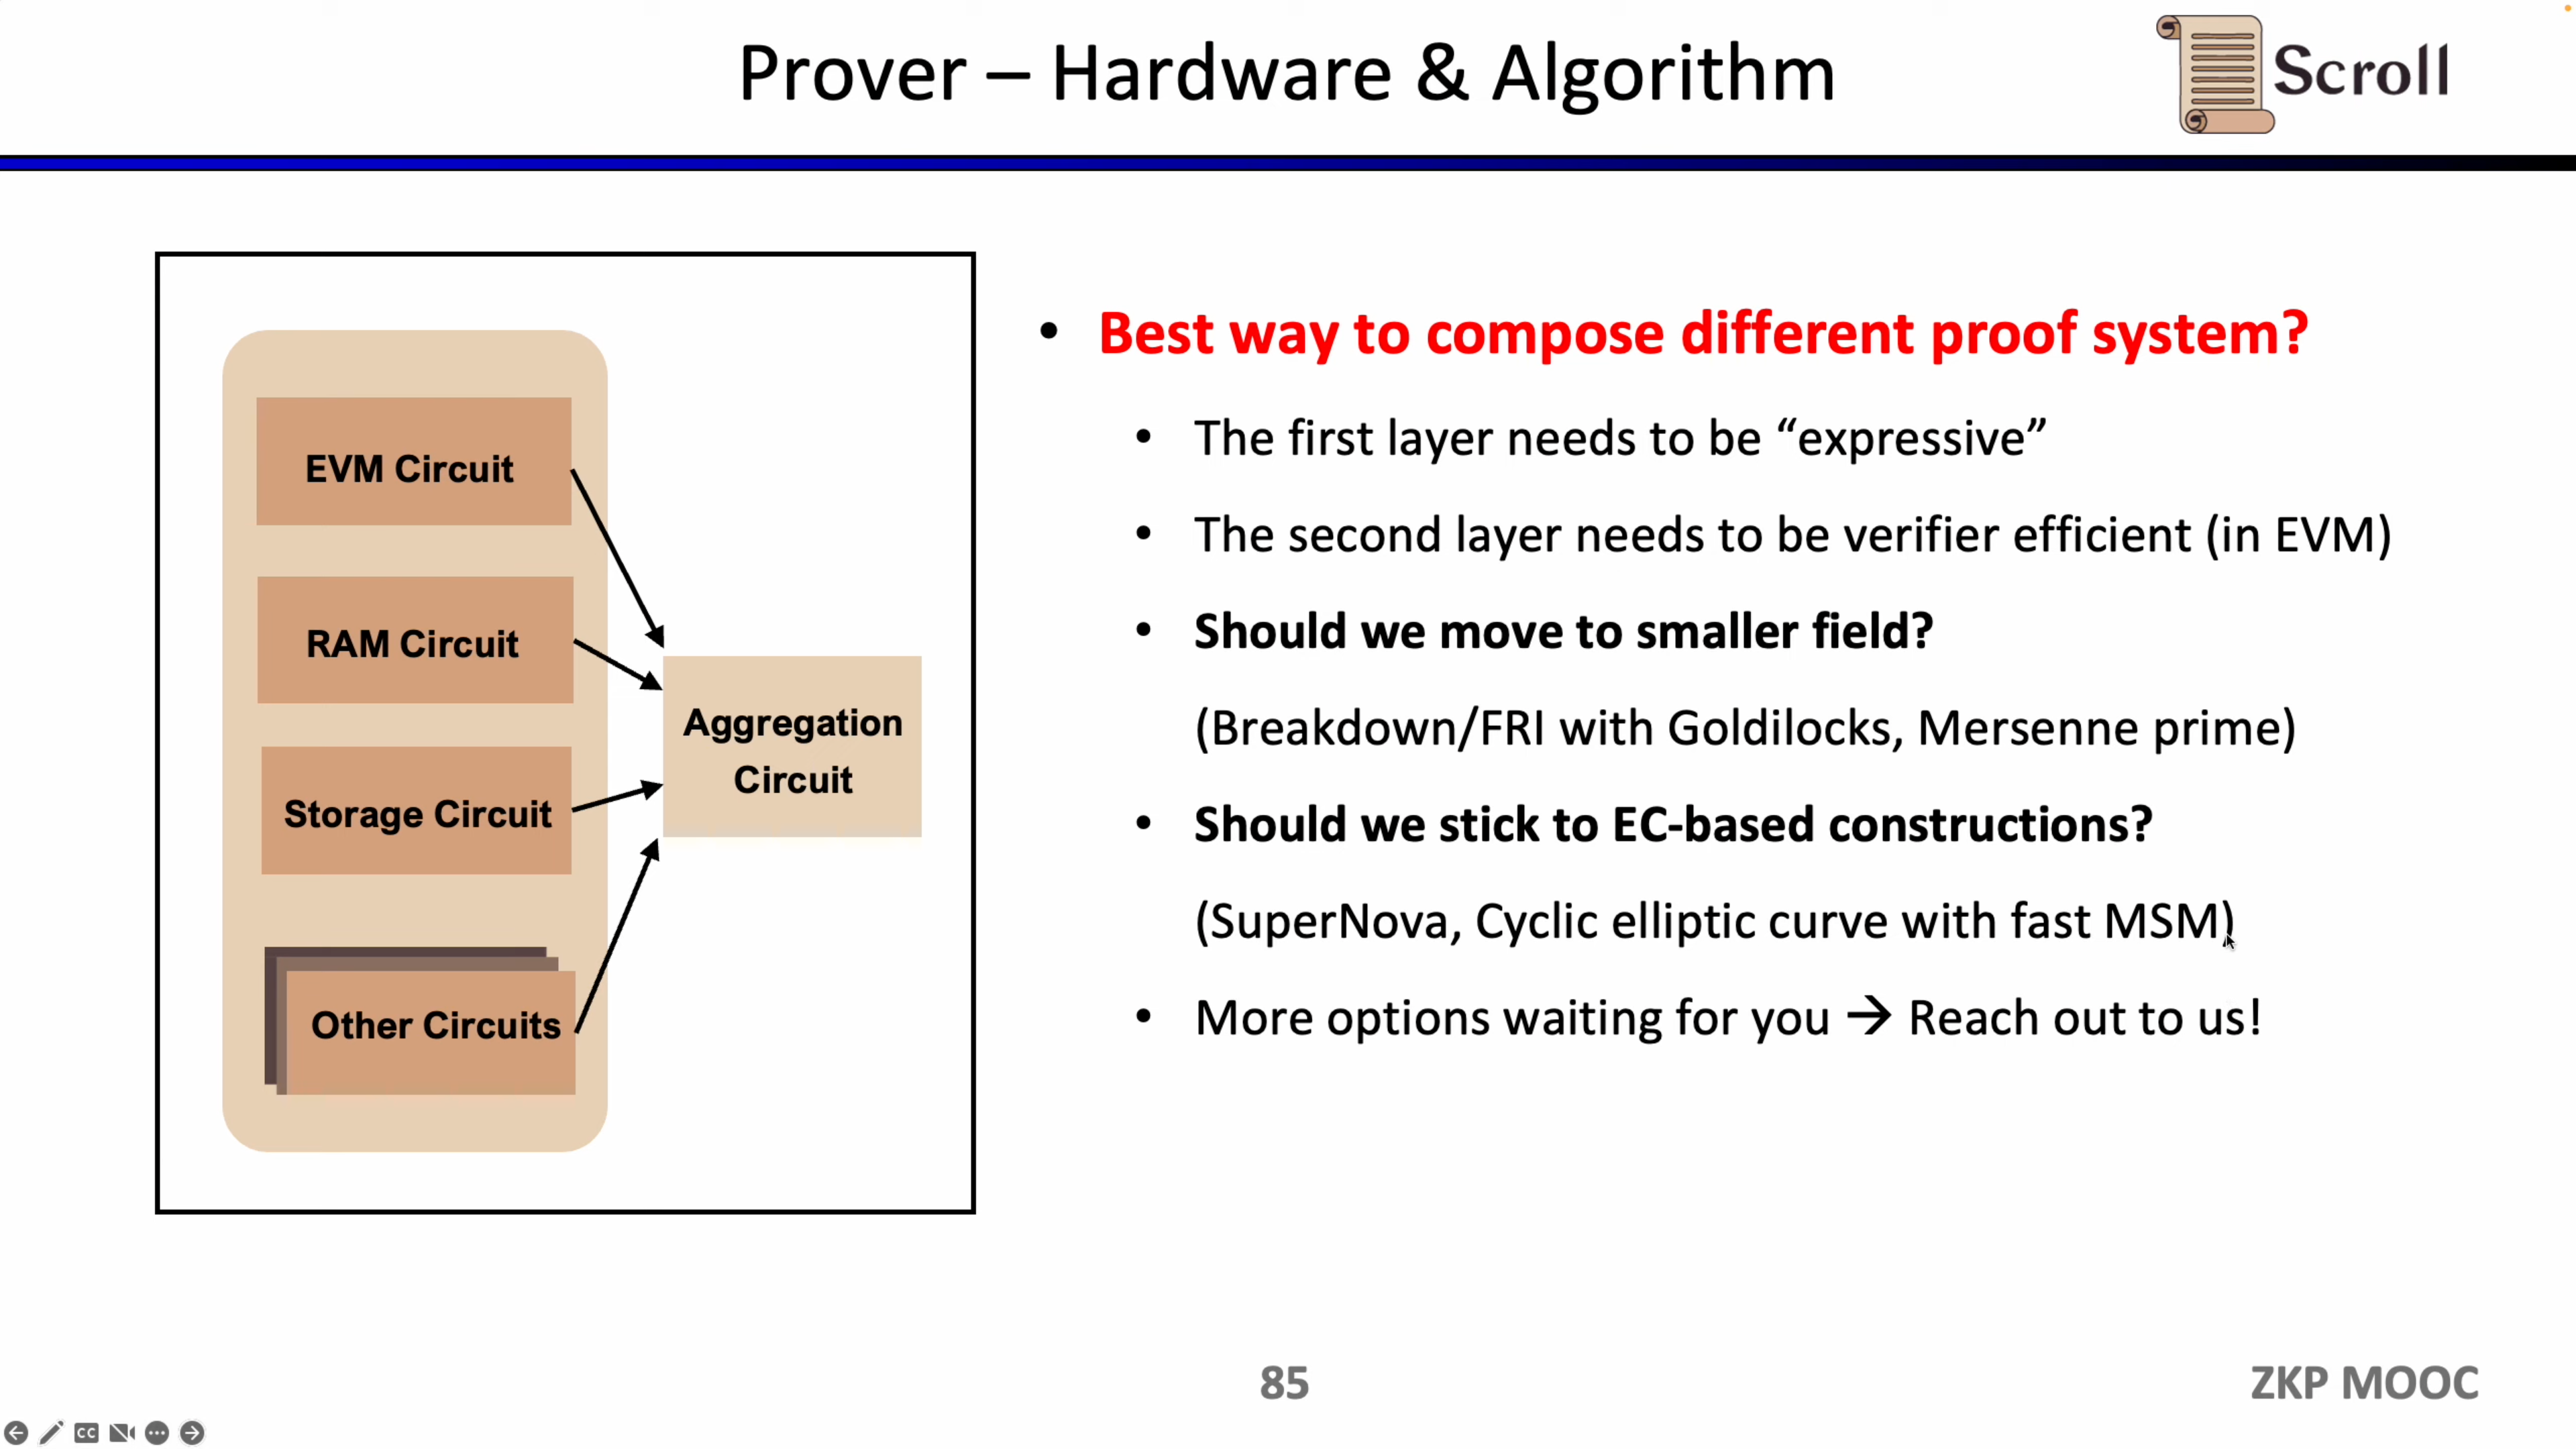 Prover – Hardware & Algorithm
Scroll
EVM Circuit
RAM Circuit
Storage Circuit
Other Circuits
Aggregation
Circuit
• Best way to compose different proof system?
• The first layer needs to be “expressive”
• The second layer needs to be verifier efficient (in EVM)
• Should we move to smaller field?
(Breakdown/FRI with Goldilocks, Mersenne prime)
• Should we stick to EC-based constructions?
(SuperNova, Cyclic elliptic curve with fast MSM)
• More options waiting for you → Reach out to us!
85
ZKP MOOC
CC